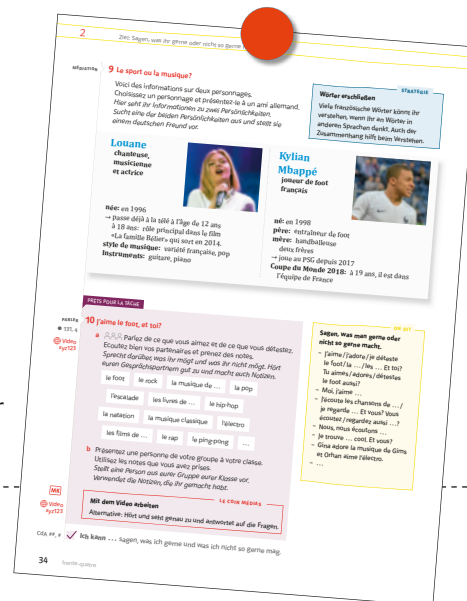 2
Ziel: Sagen, was ihr gerne oder nicht so gerne
MÉDIATION
9 Le sport ou la musique?
Voici des informations sur deux personnages.
Choisissez un personnage et présentez-le à un ami allemand.
Hier seht ihr Informationen zu zwei Persönlichkeiten.
Sucht eine der beiden Persönlichkeiten aus und stellt sie
einem deutschen Freund vor.
STRATÉGIE
Wörter erschließen
Viele französische Wörter könnt ihr
verstehen, wenn ihr an Wörter in
anderen Sprachen denkt. Auch der
Zusammenhang hilft beim Verstehen.
Louane
chanteuse,
musicienne
et actrice
née: en 1996
→ passe déjà à la télé à l'âge de 12 ans
à 18 ans: rôle principal dans le film
«La famille Bélier» qui sort en 2014.
style de musique: variété française, pop
Instruments: guitare, piano
Kylian
Mbappé
joueur de foot
français
né: en 1998
père: entraîneur de foot
mère: handballeuse
deux frères
→ joue au PSG depuis 2017
Coupe du Monde 2018: à 19 ans, il est dans
l'équipe de France
PRÊTS POUR LA TÂCHE
PARLER
Video
xyz123
10 J'aime le foot, et toi?
a Parlez de ce que vous aimez et de ce que vous détestez.
Écoutez bien vos partenaires et prenez des notes.
Sprecht darüber, was ihr mögt und was ihr nicht mögt. Hört
euren Gesprächspartnern gut zu und macht euch Notizen.
le foot
le rock
la musique de ...
la pop
l'escalade
les livres de ...
le hip-hop
la natation
la musique classique
l'électro
les films de ...
le rap
le ping-pong
...
b Présentez une personne de votre groupe à votre classe.
Utilisez les notes que vous avez prises.
Stellt eine Person aus eurer Gruppe eurer Klasse vor.
Verwendet die Notizen, die ihr gemacht habt.
ON DIT
Sagen, was man gerne oder
nicht so gerne macht.
– J'aime / j'adore / je déteste
le foot / la ... / les .... Et toi?
Tu aimes / adores / détestes
le foot aussi?
– Moi, j'aime ...
– J'écoute les chansons de ... /
je regarde ... Et vous? Vous
écoutez / regardez aussi ...?
– Nous, nous écoutons ...
– Je trouve ... cool. Et vous?
– Gina adore la musique de Gims
et Orhan aime l'électro.
– ...
MK
Video
xyz123
LE COIN MÉDIAS
Mit dem Video arbeiten
Alternative: Hört und seht genau zu und antwortet auf die Fragen.
Ich kann ... sagen, was ich gerne und was ich nicht so gerne mag.
34
trente-quatre